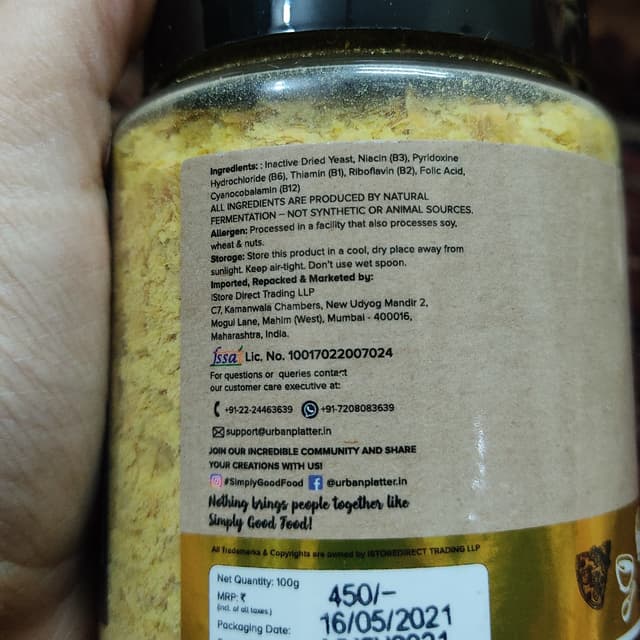 Ingredients: : Inactive Dried Yeast, Niacin (B3), Pyridoxine
Hydrochloride (B6), Thiamin (B1), Riboflavin (B2), Folic Acid,
Cyanocobalamin (B12)
ALL INGREDIENTS ARE PRODUCED BY NATURAL
FERMENTATION – NOT SYNTHETIC OR ANIMAL SOURCES.
Allergen: Processed in a facility that also processes soy,
wheat & nuts.
Storage: Store this product in a cool, dry place away from
sunlight. Keep air-tight. Don't use wet spoon.
Imported, Repacked & Marketed by:
iStore Direct Trading LLP
C7, Kamanwala Chambers, New Udyog Mandir 2,
Mogul Lane, Mahim (West), Mumbai - 400016,
Maharashtra, India.
fssai Lic. No. 10017022007024
For questions or queries contact
our customer care executive at:
+91-22-24463639 +91-7208083639
support@urbanplatter.in
JOIN OUR INCREDIBLE COMMUNITY AND SHARE
YOUR CREATIONS WITH US!
#SimplyGoodFood @urbanplatter.in
Nothing brings people together like
Simply Good Food!
All Trademarks & Copyrights are owned by ISTOREDIRECT TRADING LLP
Net Quantity: 100g
MRP: ₹ 450/-
(incl. of all taxes)
Packaging Date: 16/05/2021